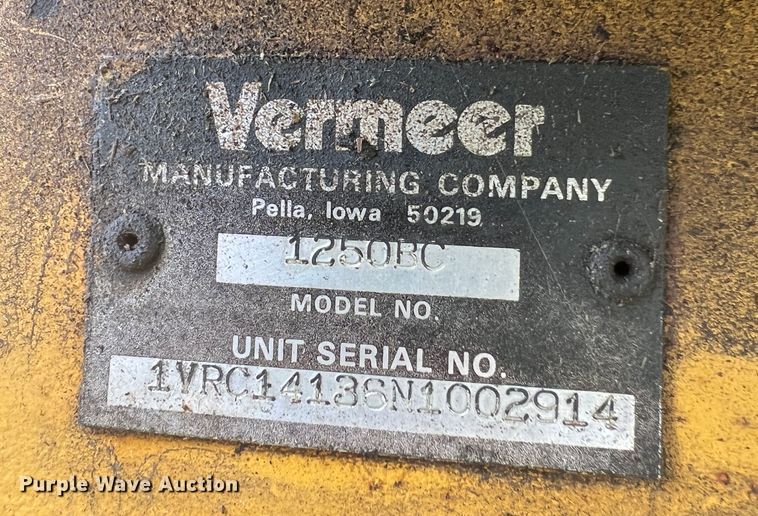 Vermeer
MANUFACTURING COMPANY
Pella, Iowa 50219
1250BC
MODEL NO.
UNIT SERIAL NO.
1VRC14136N1002914
Purple Wave Auction